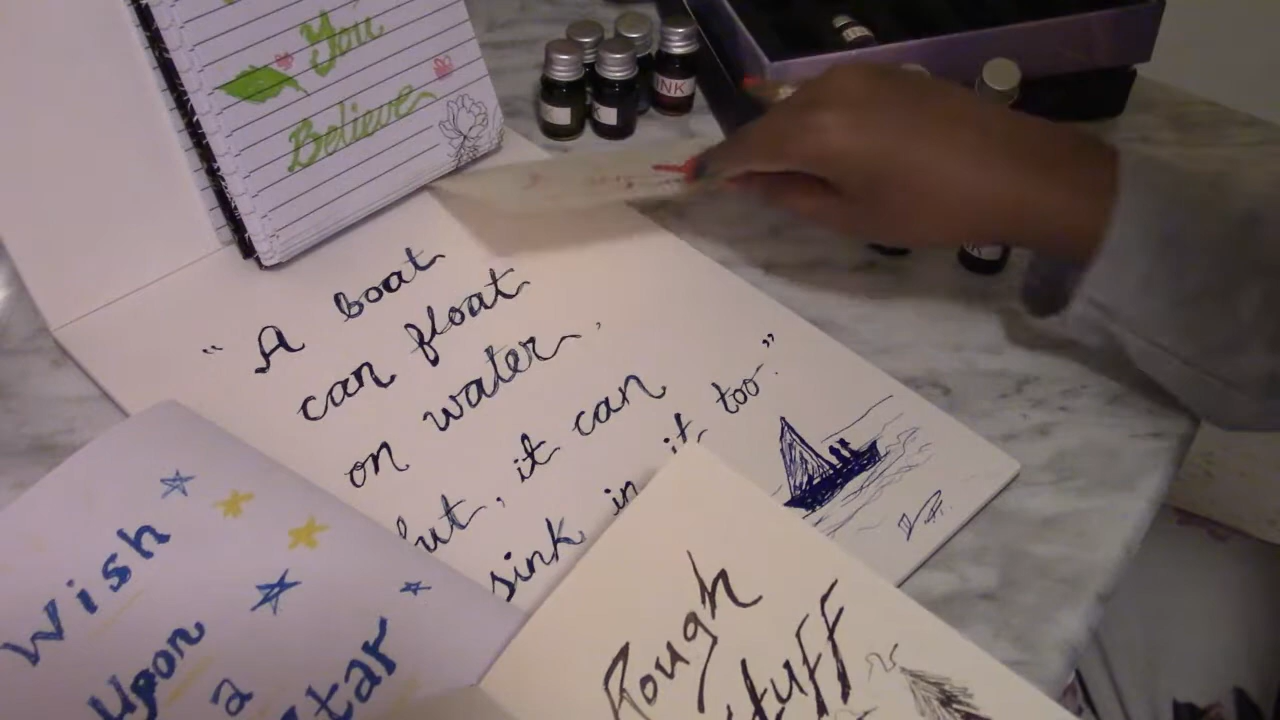 You
Believe
INK
"A boat
can float
on water,
but, it can
sink in it, too."
Wish
Upon
a
Star
Rough
Stuff